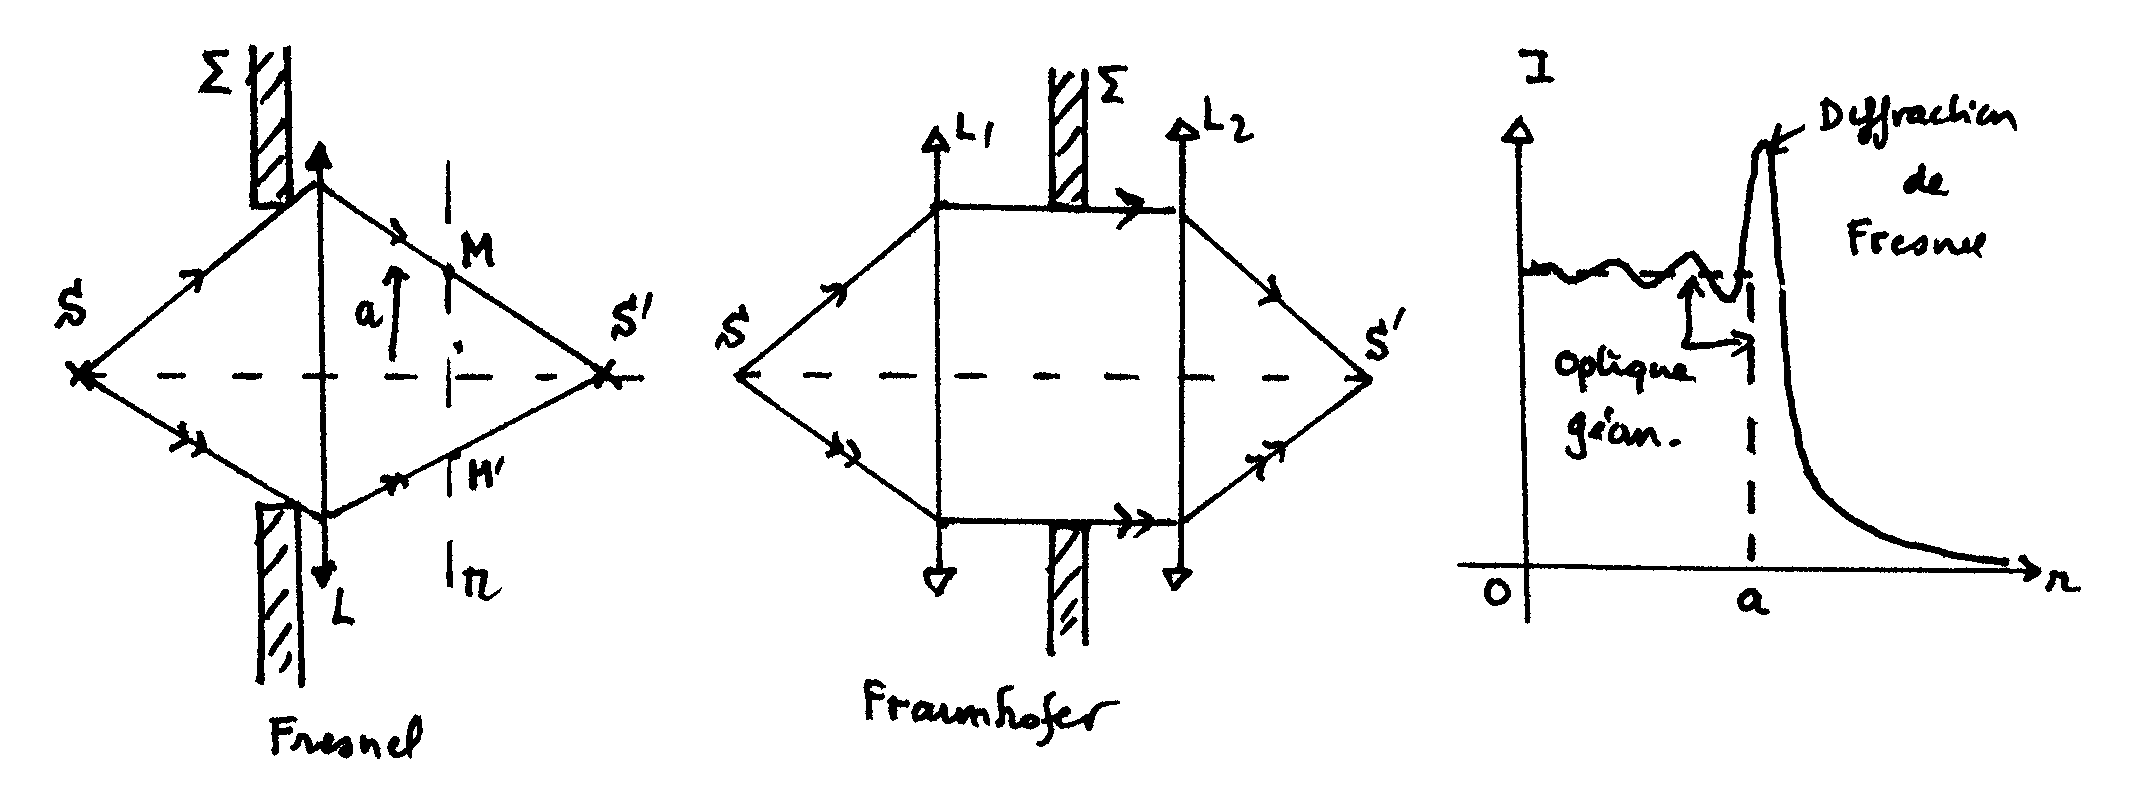 Σ
S
a
M
S'
M'
r
L
Fresnel
L1
Σ
L2
S
S'
Fraunhofer
I
Diffraction
de
Fresnel
Optique
géom.
O
a
r